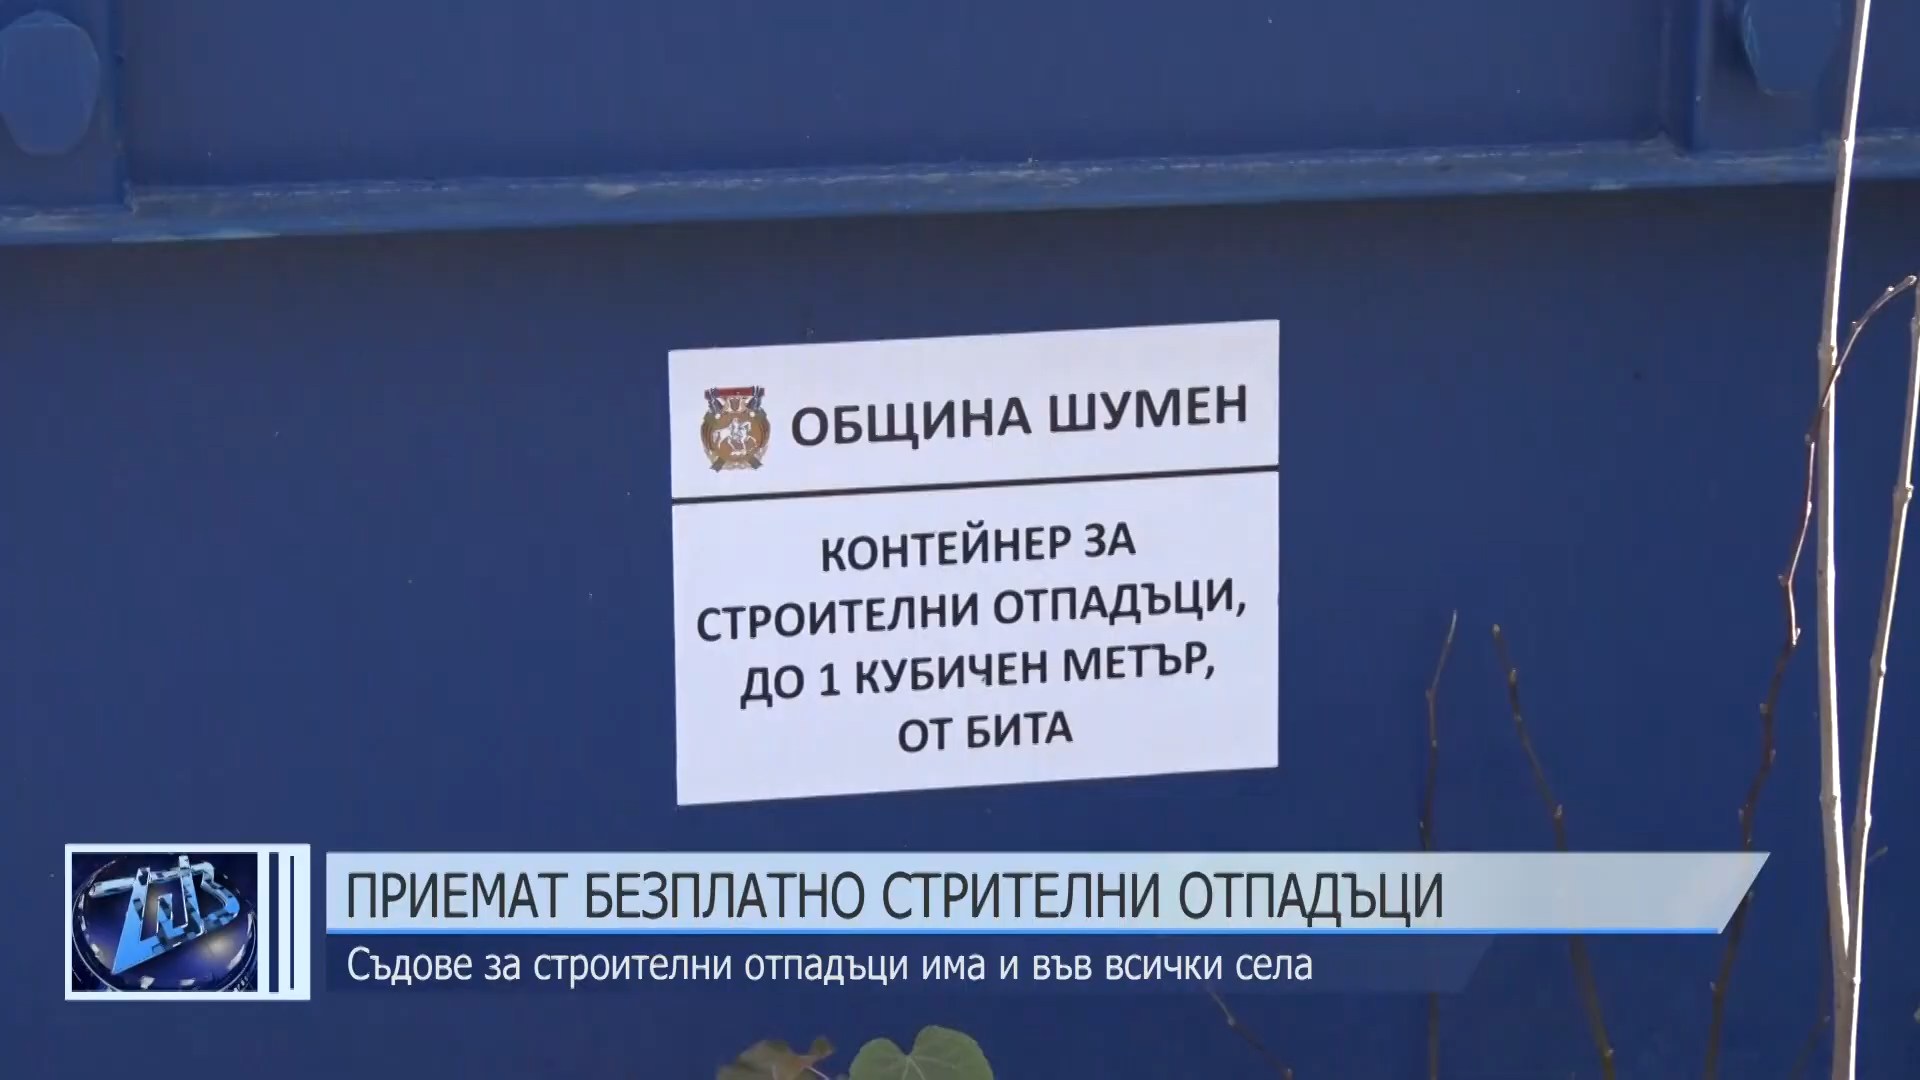 ОБЩИНА ШУМЕН
КОНТЕЙНЕР ЗА
СТРОИТЕЛНИ ОТПАДЪЦИ,
ДО 1 КУБИЧЕН МЕТЪР,
ОТ БИТА
ПРИЕМАТ БЕЗПЛАТНО СТРИТЕЛНИ ОТПАДЪЦИ
Съдове за строителни отпадъци има и във всички села